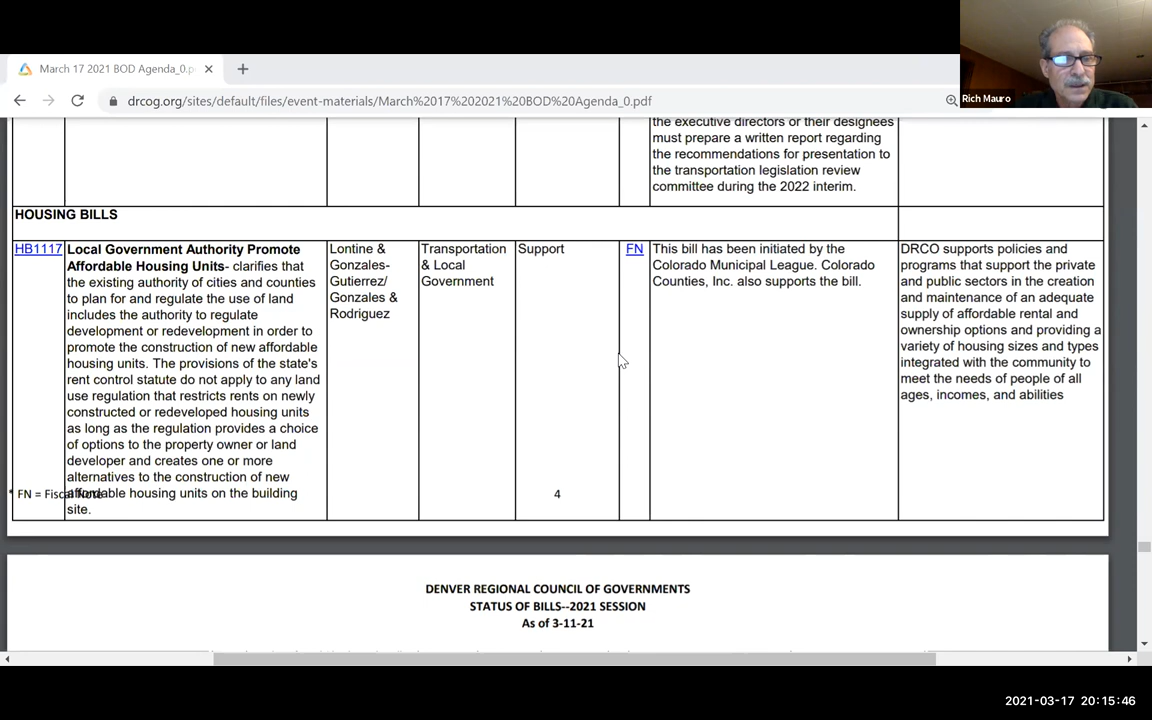 Rich Mauro
March 17 2021 BOD Agenda_0.p
drcog.org/sites/default/files/event-materials/March%2017%202021%20BOD%20Agenda_0.pdf
the executive directors or their designees
must prepare a written report regarding
the recommendations for presentation to
the transportation legislation review
committee during the 2022 interim.
HOUSING BILLS
HB1117
Local Government Authority Promote
Affordable Housing Units- clarifies that
the existing authority of cities and counties
to plan for and regulate the use of land
includes the authority to regulate
development or redevelopment in order to
promote the construction of new affordable
housing units. The provisions of the state's
rent control statute do not apply to any land
use regulation that restricts rents on newly
constructed or redeveloped housing units
as long as the regulation provides a choice
of options to the property owner or land
developer and creates one or more
alternatives to the construction of new
affordable housing units on the building
site.
Lontine &
Gonzales-
Gutierrez/
Gonzales &
Rodriguez
Transportation
& Local
Government
Support
FN
This bill has been initiated by the
Colorado Municipal League. Colorado
Counties, Inc. also supports the bill.
DRCO supports policies and
programs that support the private
and public sectors in the creation
and maintenance of an adequate
supply of affordable rental and
ownership options and providing a
variety of housing sizes and types
integrated with the community to
meet the needs of people of all
ages, incomes, and abilities
* FN = Fiscal Note
4
DENVER REGIONAL COUNCIL OF GOVERNMENTS
STATUS OF BILLS--2021 SESSION
As of 3-11-21
2021-03-17 20:15:46